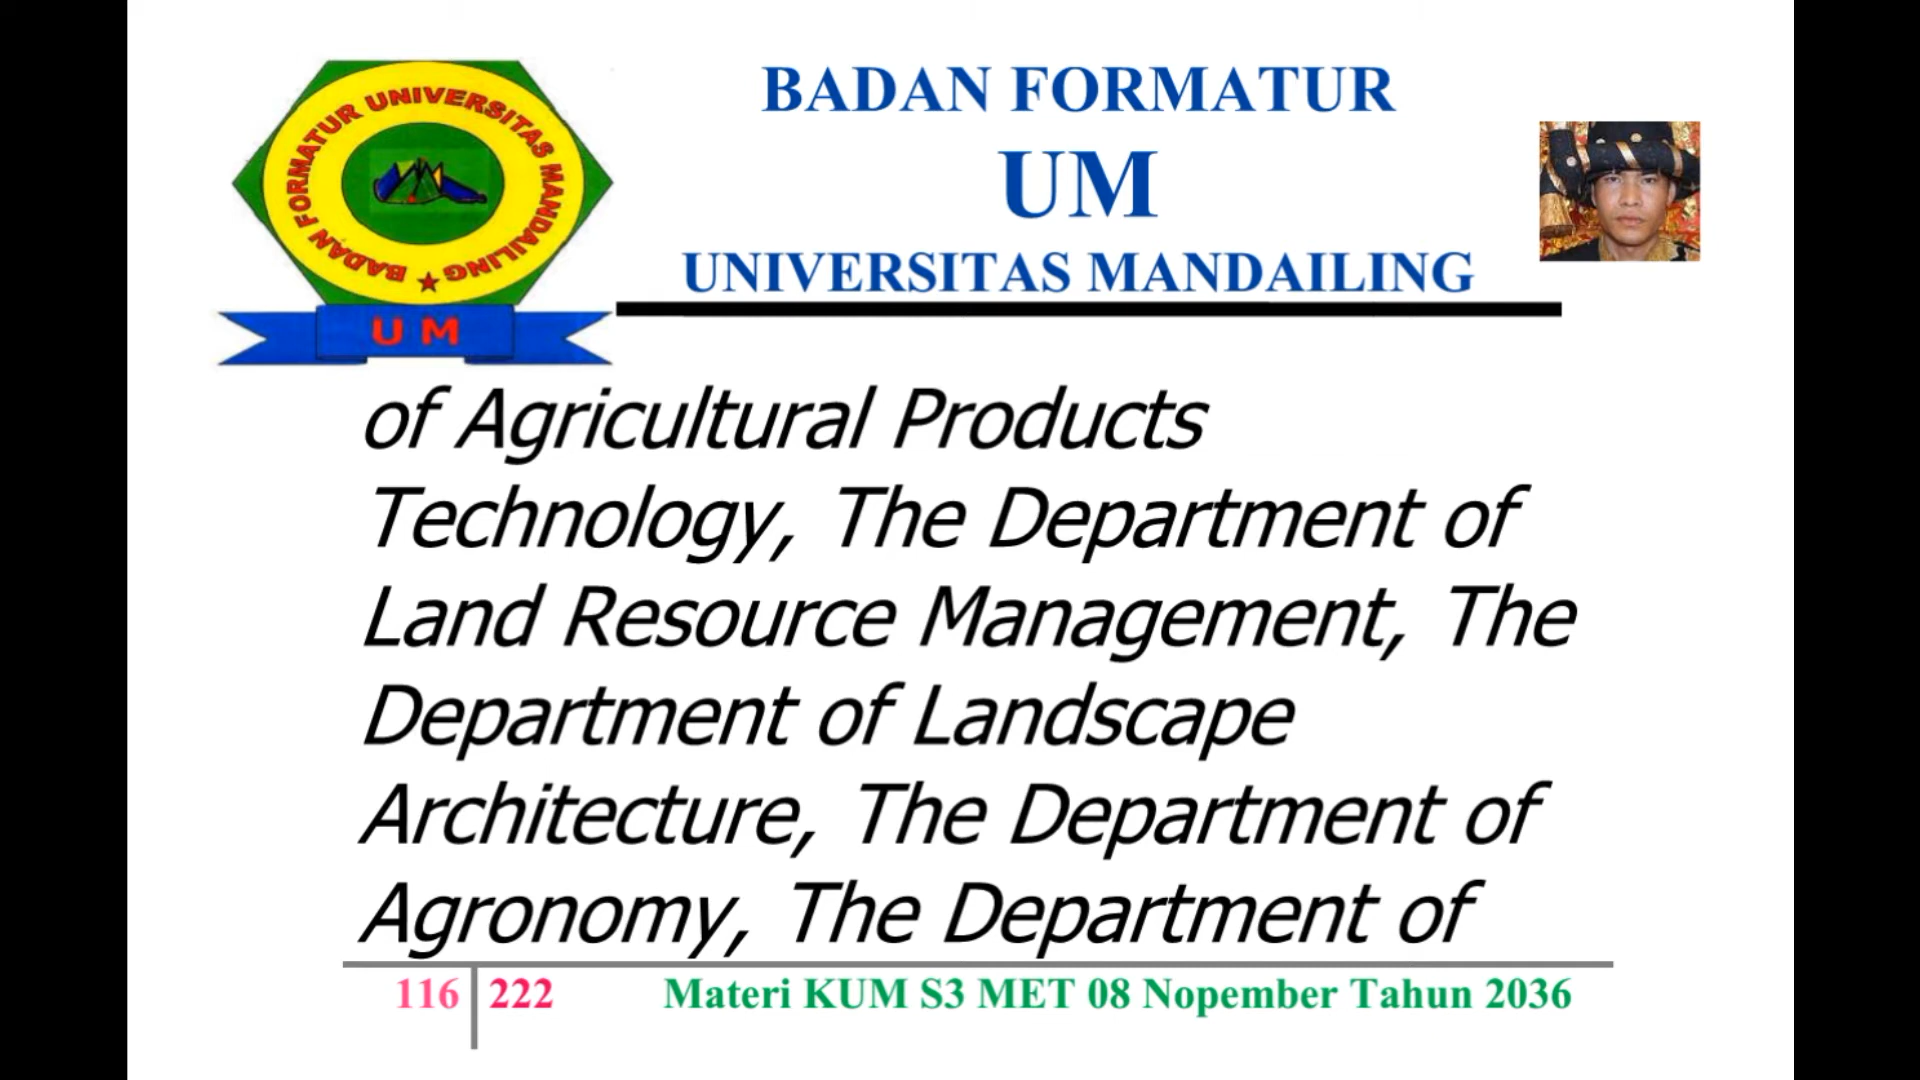 BADAN FORMATUR UNIVERSITAS MANDAILING
U M
BADAN FORMATUR
UM
UNIVERSITAS MANDAILING
of Agricultural Products
Technology, The Department of
Land Resource Management, The
Department of Landscape
Architecture, The Department of
Agronomy, The Department of
116 222 Materi KUM S3 MET 08 Nopember Tahun 2036